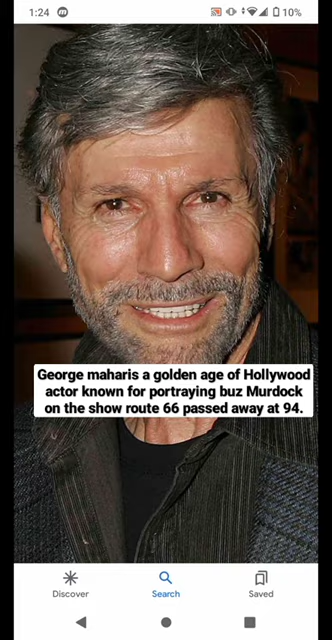 1:24 10%
George maharis a golden age of Hollywood
actor known for portraying buz Murdock
on the show route 66 passed away at 94.
Discover Search Saved